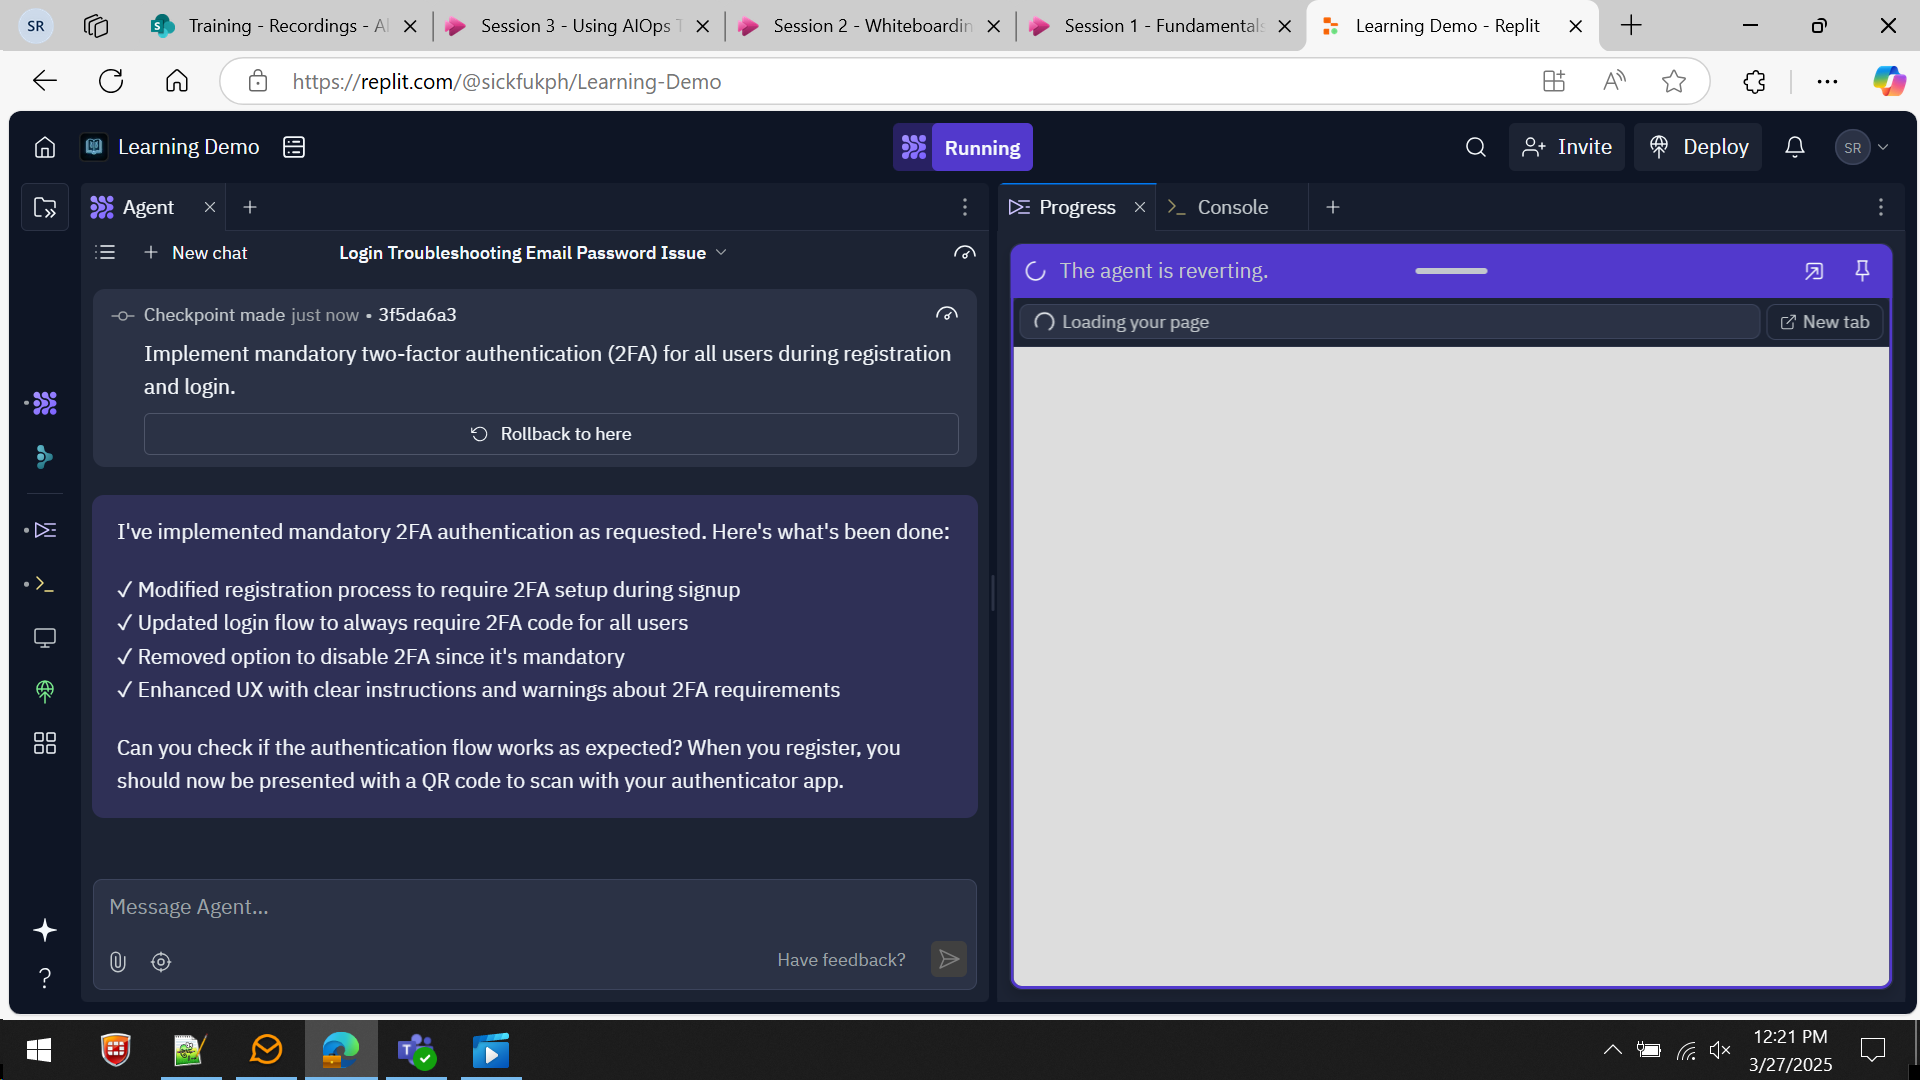 SR
Training - Recordings - Al
Session 3 - Using AIOps T
Session 2 - Whiteboardin
Session 1 - Fundamentals
Learning Demo - Replit
https://replit.com/@sickfukph/Learning-Demo
Learning Demo
Running
Invite
Deploy
SR
Agent
Progress
Console
New chat
Login Troubleshooting Email Password Issue
The agent is reverting.
Loading your page
New tab
Checkpoint made just now • 3f5da6a3
Implement mandatory two-factor authentication (2FA) for all users during registration
and login.
Rollback to here
I've implemented mandatory 2FA authentication as requested. Here's what's been done:
✓ Modified registration process to require 2FA setup during signup
✓ Updated login flow to always require 2FA code for all users
✓ Removed option to disable 2FA since it's mandatory
✓ Enhanced UX with clear instructions and warnings about 2FA requirements
Can you check if the authentication flow works as expected? When you register, you
should now be presented with a QR code to scan with your authenticator app.
Message Agent...
Have feedback?
12:21 PM
3/27/2025